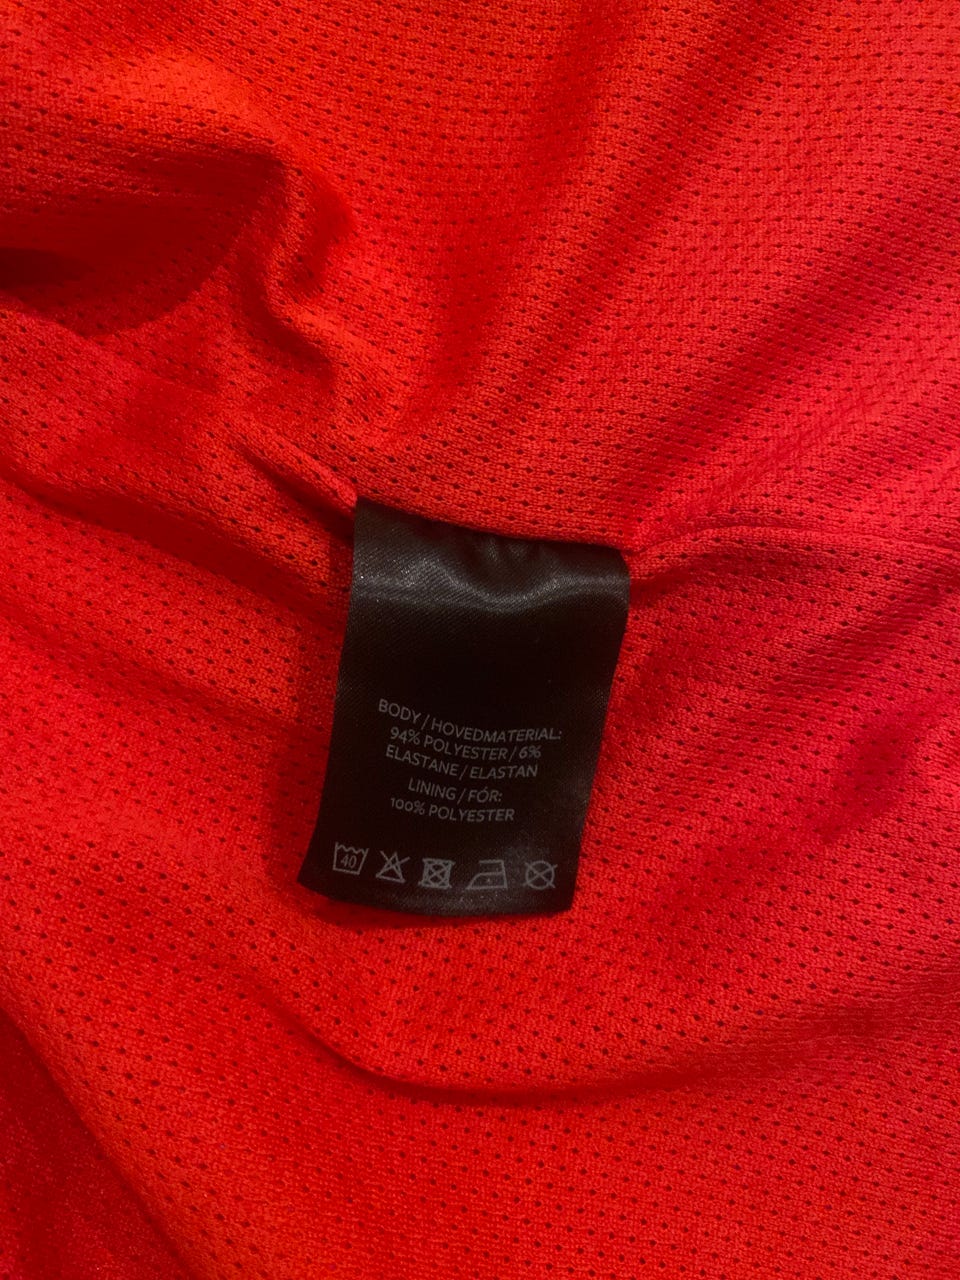 BODY / HOVEDMATERIAL:
94% POLYESTER / 6%
ELASTANE / ELASTAN
LINING / FÓR:
100% POLYESTER
40